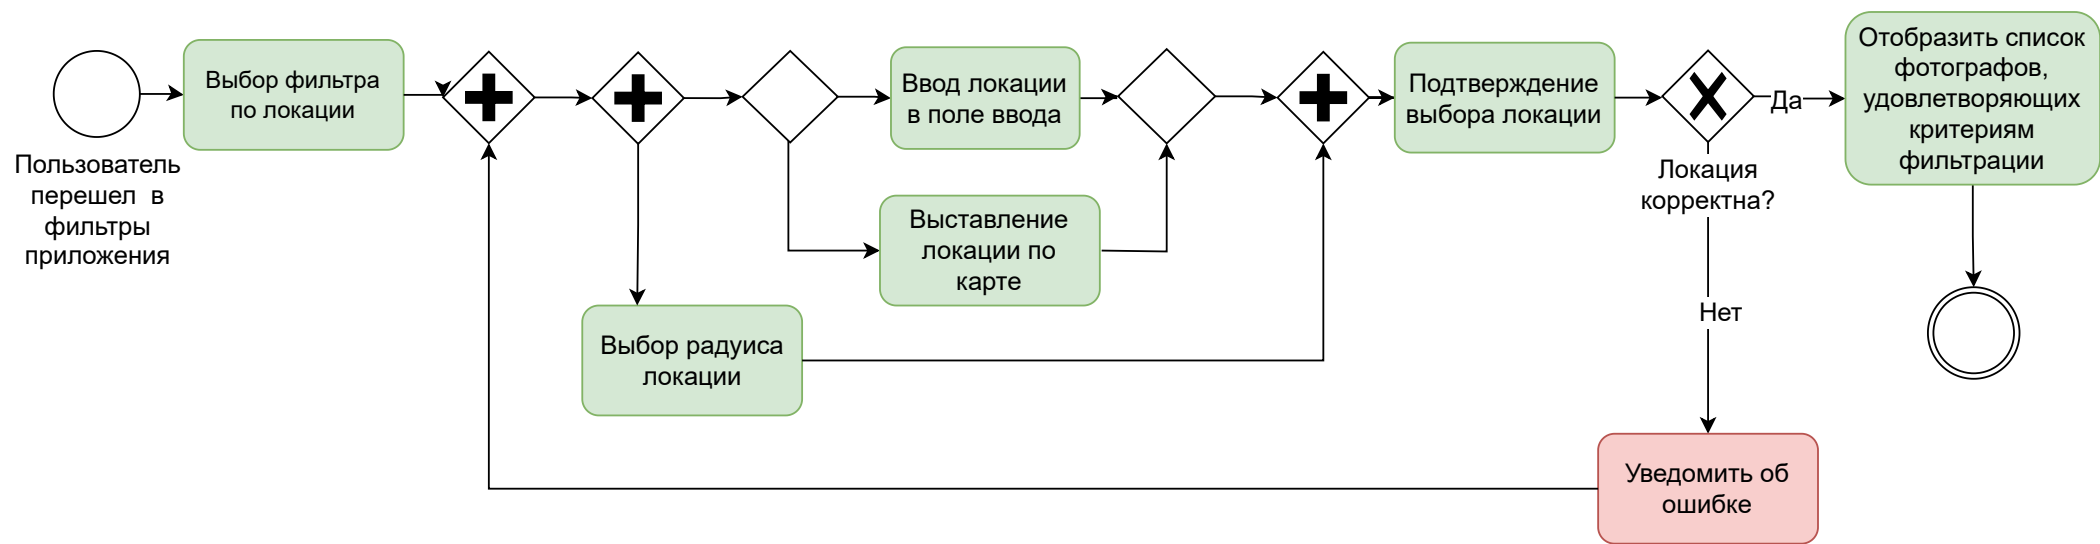 Пользователь
перешел в
фильтры
приложения
Выбор фильтра
по локации
Ввод локации
в поле ввода
Выставление
локации по
карте
Выбор радуиса
локации
Подтверждение
выбора локации
Локация
корректна?
Да
Нет
Отобразить список
фотографов,
удовлетворяющих
критериям
фильтрации
Уведомить об
ошибке